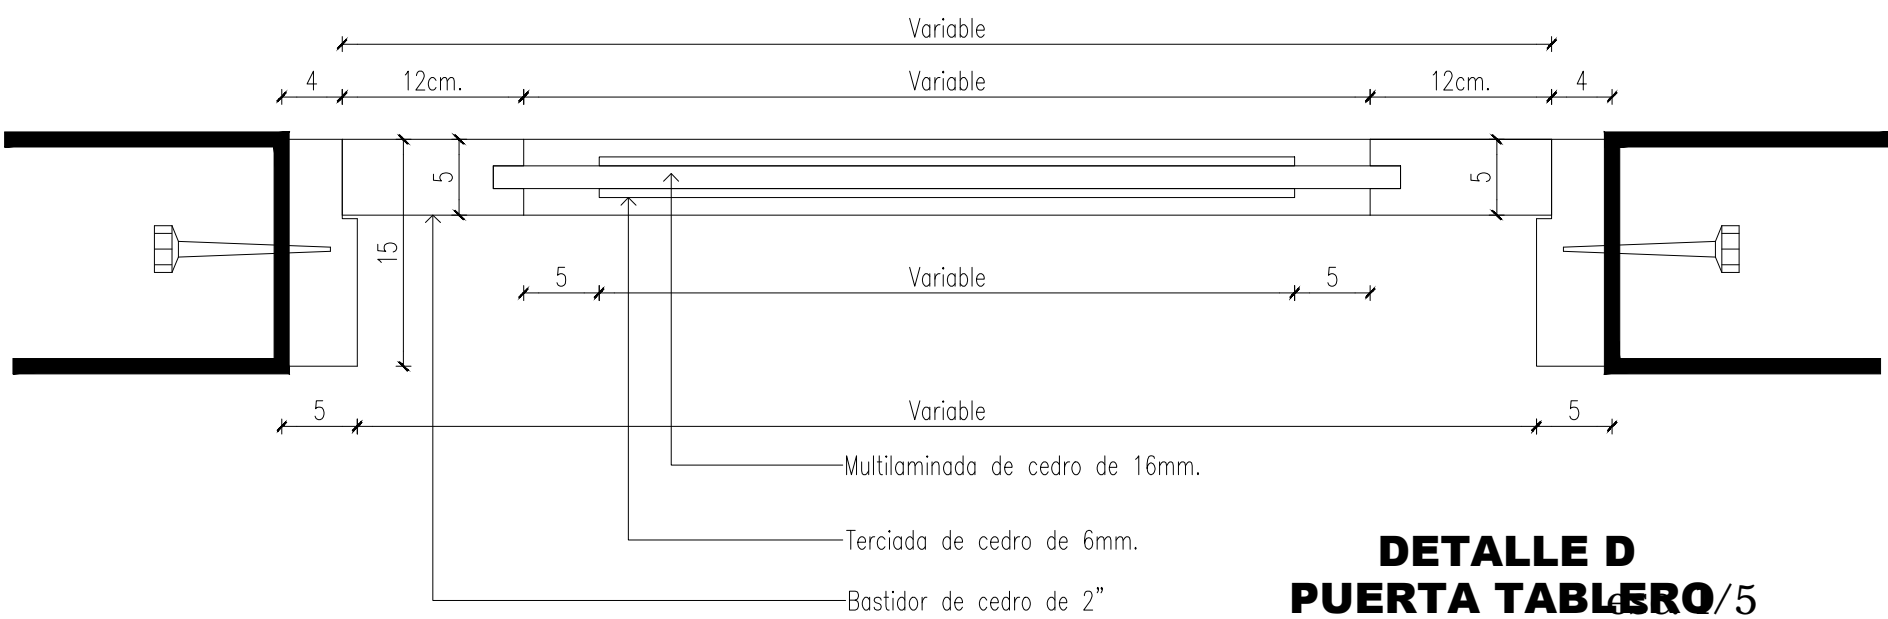 Variable
4 12cm. Variable 12cm. 4
5 5
15
5 Variable 5
5 Variable 5
Multilaminada de cedro de 16mm.
Terciada de cedro de 6mm.
Bastidor de cedro de 2”
DETALLE D
PUERTA TABLERO
/5